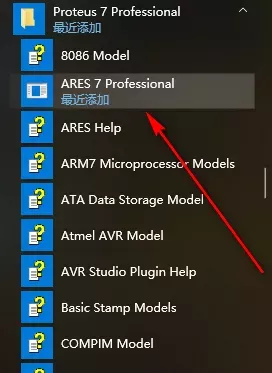 Proteus 7 Professional
最近添加
8086 Model
ARES 7 Professional
最近添加
ARES Help
ARM7 Microprocessor Models
ATA Data Storage Model
Atmel AVR Model
AVR Studio Plugin Help
Basic Stamp Models
COMPIM Model